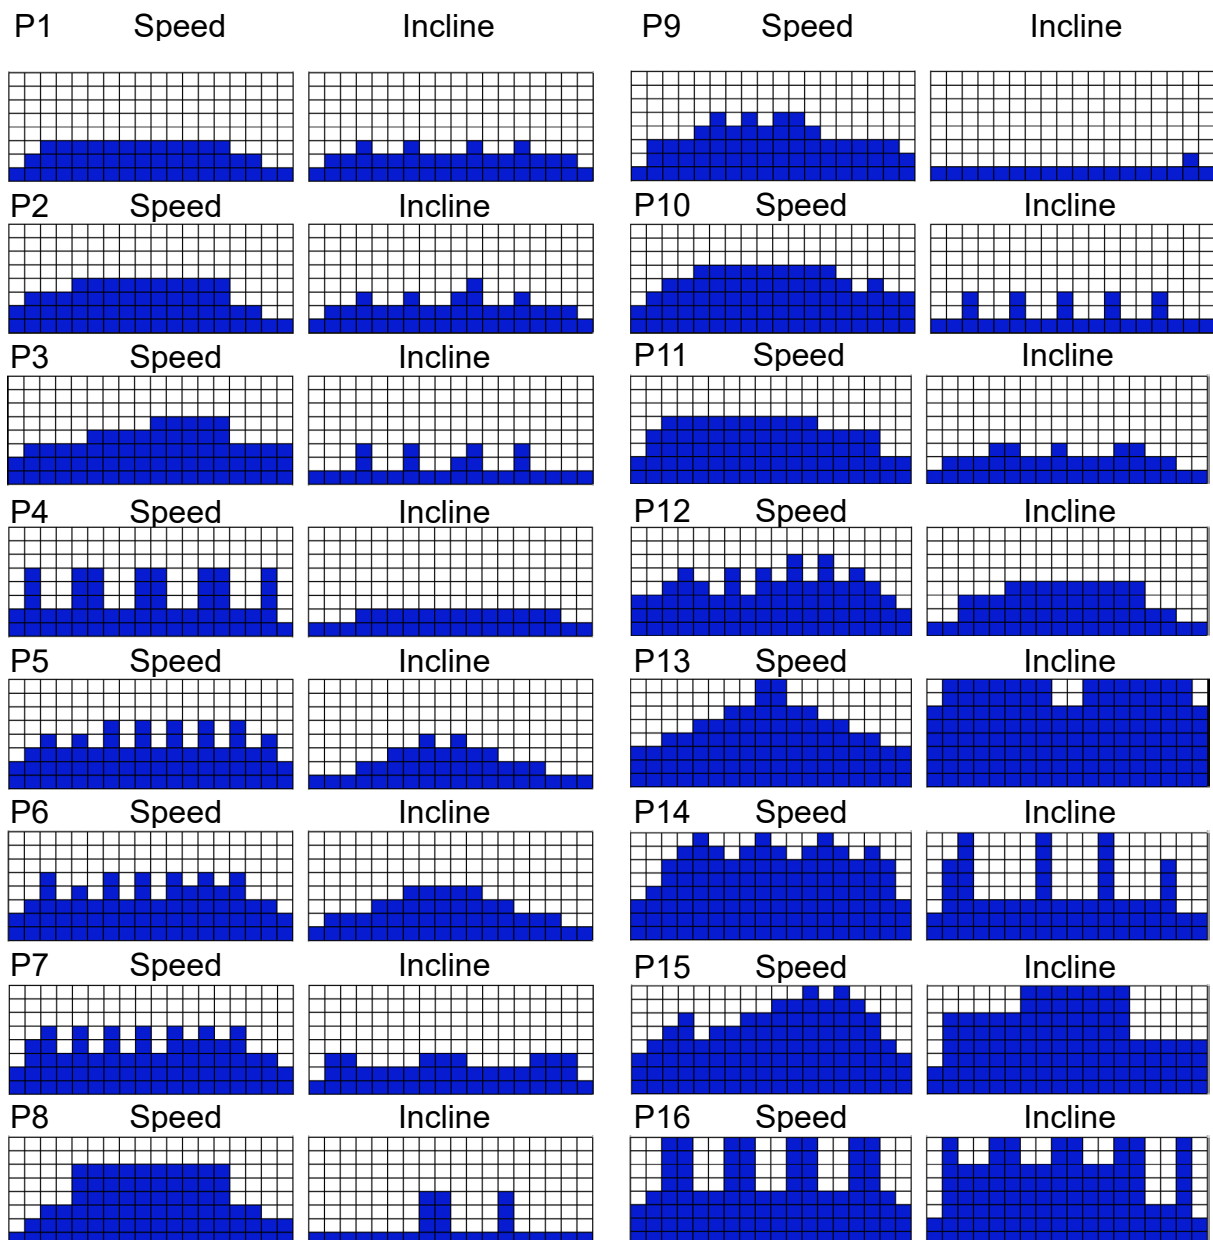 P1 Speed Incline
P2 Speed Incline
P3 Speed Incline
P4 Speed Incline
P5 Speed Incline
P6 Speed Incline
P7 Speed Incline
P8 Speed Incline
P9 Speed Incline
P10 Speed Incline
P11 Speed Incline
P12 Speed Incline
P13 Speed Incline
P14 Speed Incline
P15 Speed Incline
P16 Speed Incline